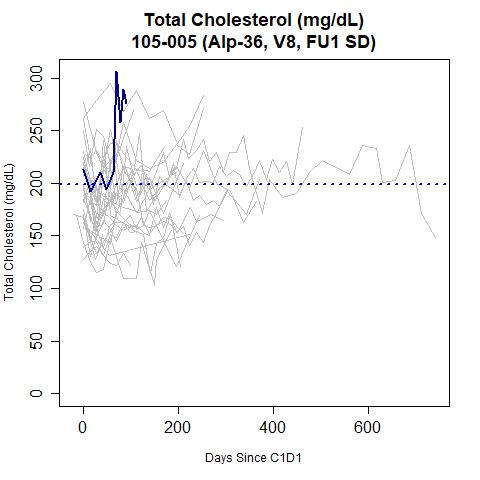 Total Cholesterol (mg/dL)
105-005 (Alp-36, V8, FU1 SD)
Total Cholesterol (mg/dL)
300
250
200
150
100
50
0
0 200 400 600
Days Since C1D1